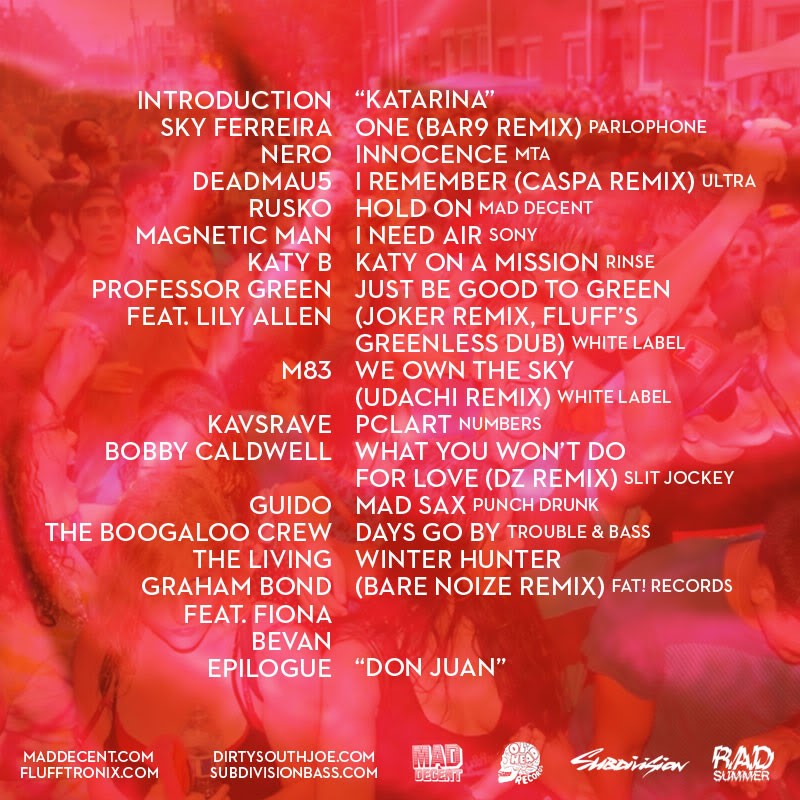 INTRODUCTION "KATARINA"
SKY FERREIRA ONE (BAR9 REMIX) PARLOPHONE
NERO INNOCENCE MTA
DEADMAU5 I REMEMBER (CASPA REMIX) ULTRA
RUSKO HOLD ON MAD DECENT
MAGNETIC MAN I NEED AIR SONY
KATY B KATY ON A MISSION RINSE
PROFESSOR GREEN JUST BE GOOD TO GREEN
FEAT. LILY ALLEN (JOKER REMIX, FLUFF'S
GREENLESS DUB) WHITE LABEL
M83 WE OWN THE SKY
(UDACHI REMIX) WHITE LABEL
KAVSRAVE PCLART NUMBERS
BOBBY CALDWELL WHAT YOU WON'T DO
FOR LOVE (DZ REMIX) SLIT JOCKEY
GUIDO MAD SAX PUNCH DRUNK
THE BOOGALOO CREW DAYS GO BY TROUBLE & BASS
THE LIVING WINTER HUNTER
GRAHAM BOND (BARE NOIZE REMIX) FAT! RECORDS
FEAT. FIONA
BEVAN
EPILOGUE "DON JUAN"
MADDECENT.COM DIRTYSOUTHJOE.COM
FLUFFTRONIX.COM SUBDIVISIONBASS.COM
MAD
DECENT
HEAD
RECORDS
SUBDIVISION
RAD
SUMMER